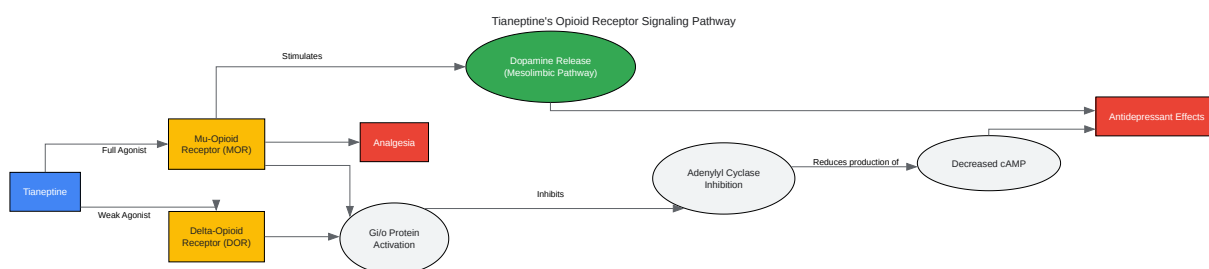 Tianeptine's Opioid Receptor Signaling Pathway
Stimulates
Dopamine Release
(Mesolimbic Pathway)
Antidepressant Effects
Mu-Opioid
Receptor (MOR)
Analgesia
Full Agonist
Tianeptine
Weak Agonist
Delta-Opioid
Receptor (DOR)
Gi/o Protein
Activation
Inhibits
Adenylyl Cyclase
Inhibition
Reduces production of
Decreased cAMP